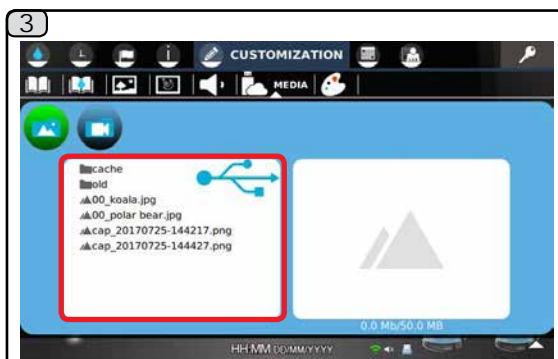 3
CUSTOMIZATION
MEDIA
cache
old
00_koala.jpg
00_polar bear.jpg
cap_20170725-144217.png
cap_20170725-144427.png
0.0 Mb/50.0 MB
HH:MM DD/MM/YYYY